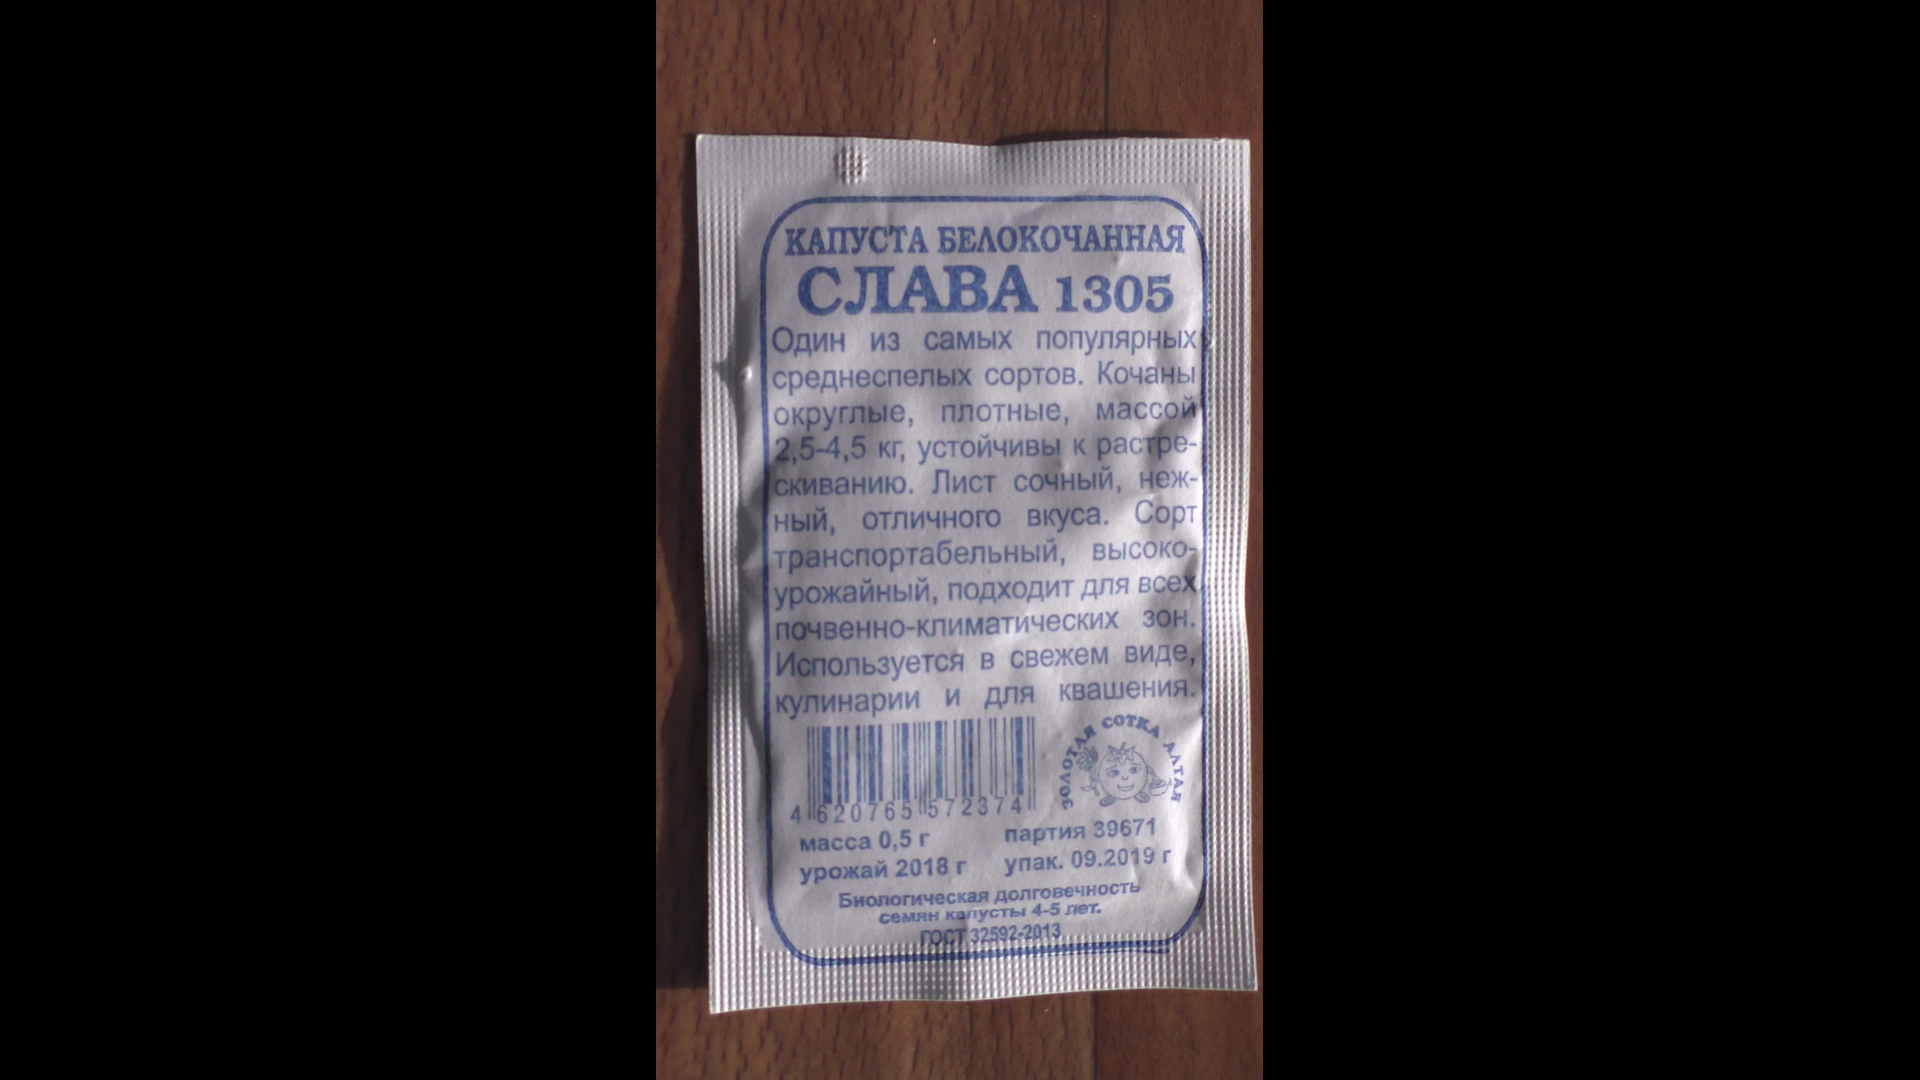 КАПУСТА БЕЛОКОЧАННАЯ
СЛАВА 1305
Один из самых популярных
среднеспелых сортов. Кочаны
округлые, плотные, массой
2,5-4,5 кг, устойчивы к растре-
скиванию. Лист сочный, неж-
ный, отличного вкуса. Сорт
транспортабельный, высоко-
урожайный, подходит для всех
почвенно-климатических зон.
Используется в свежем виде,
кулинарии и для квашения.
ЗОЛОТАЯ СОТКА АЛТАЯ
4 620765 572374
масса 0,5 г партия 39671
урожай 2018 г упак. 09.2019 г
Биологическая долговечность
семян капусты 4-5 лет.
ГОСТ 32592-2013